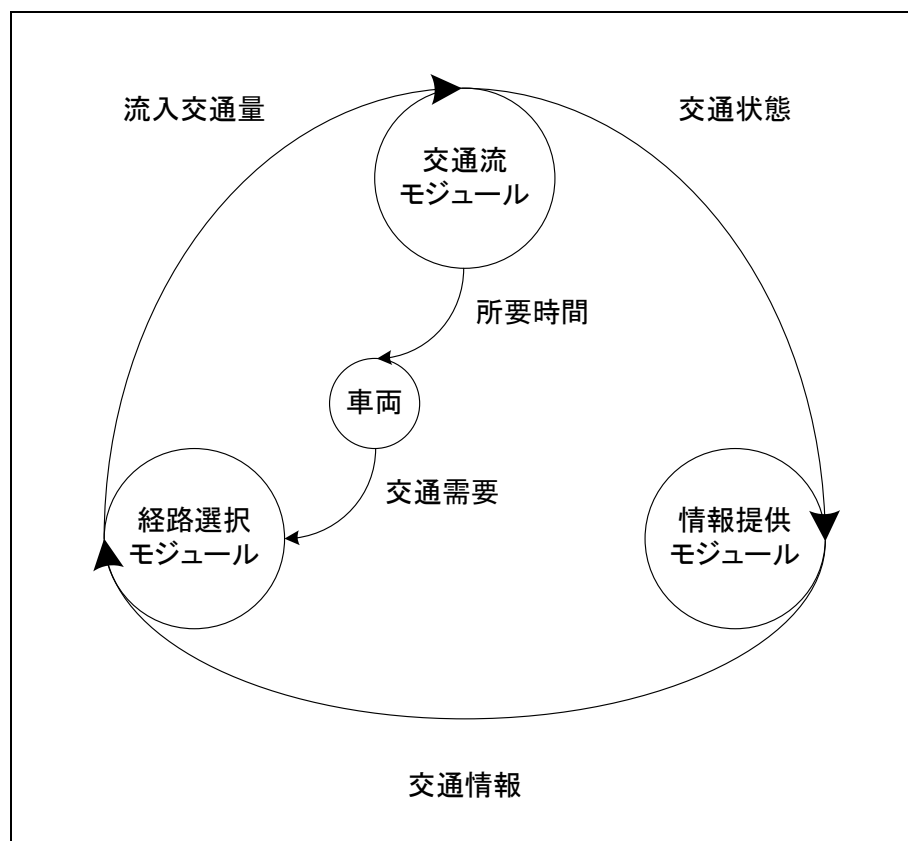 流入交通量
交通状態
交通流
モジュール
所要時間
車両
交通需要
経路選択
モジュール
情報提供
モジュール
交通情報